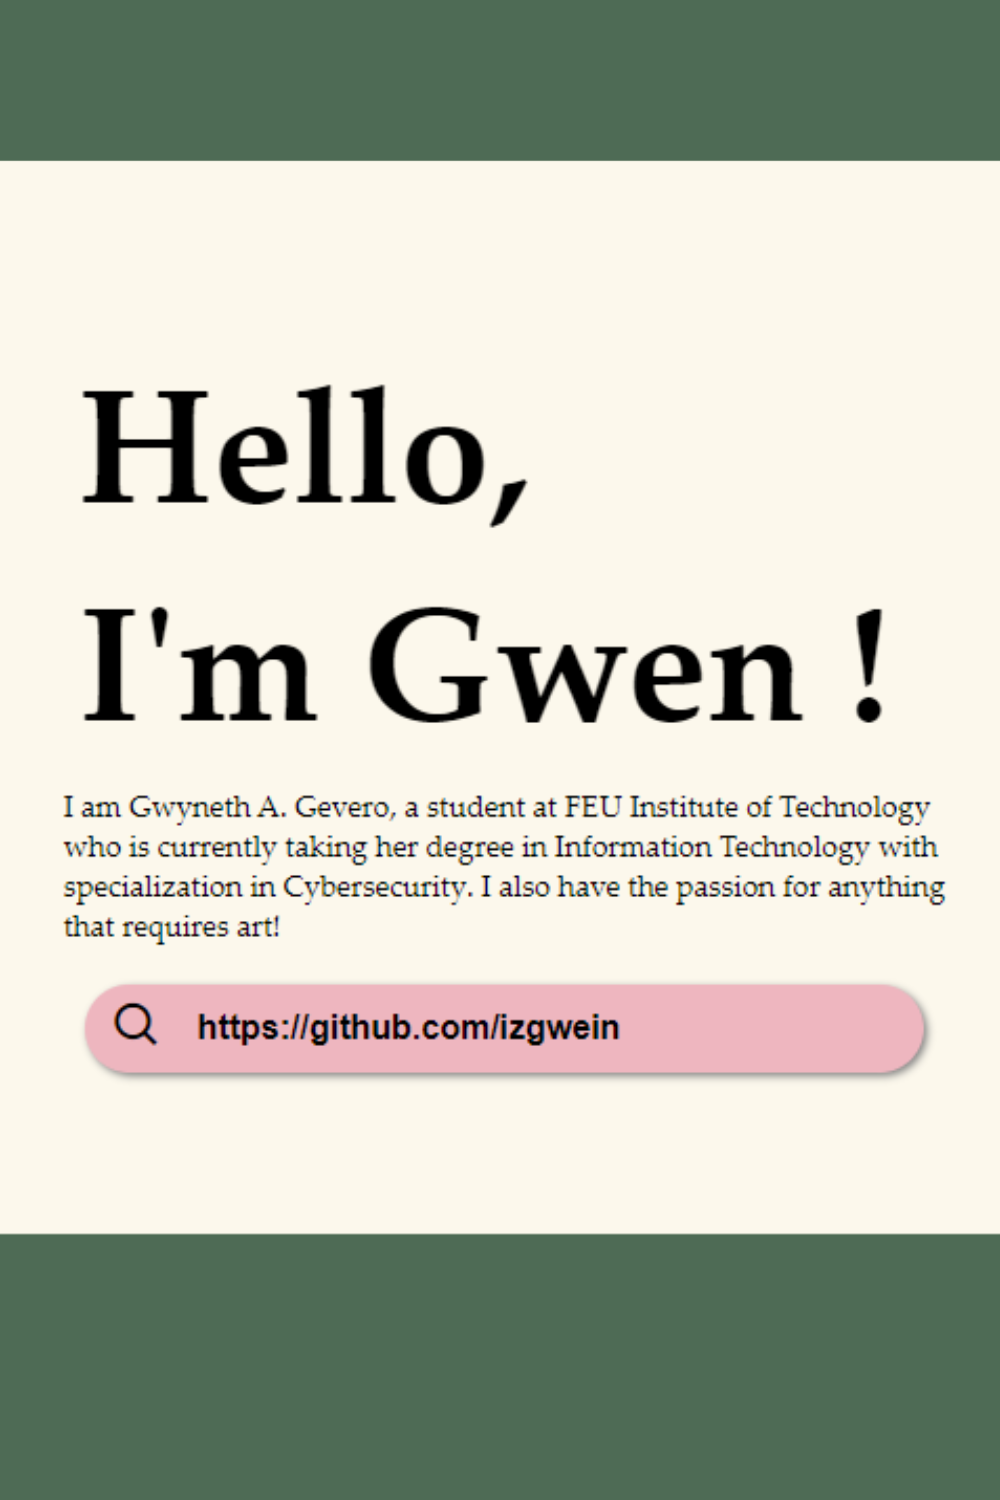 Hello,
I'm Gwen !
I am Gwyneth A. Gevero, a student at FEU Institute of Technology
who is currently taking her degree in Information Technology with
specialization in Cybersecurity. I also have the passion for anything
that requires art!
https://github.com/izgwein